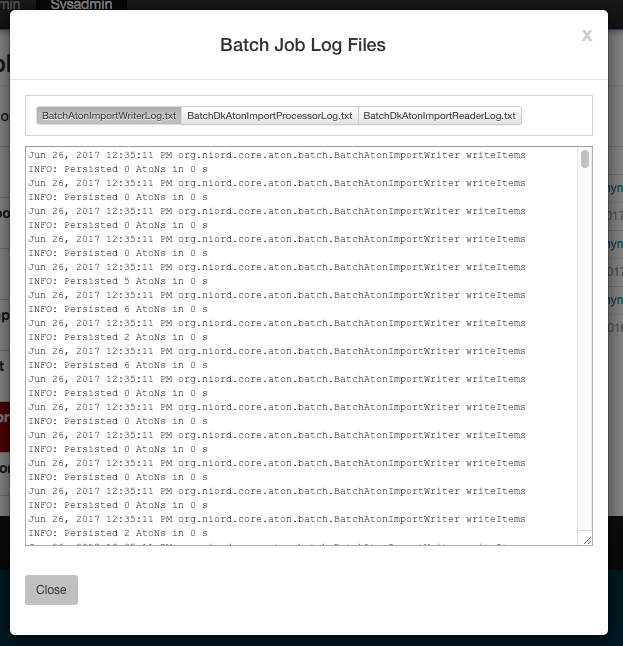 Sysadmin
Batch Job Log Files
x
BatchAtonImportWriterLog.txt BatchDkAtonImportProcessorLog.txt BatchDkAtonImportReaderLog.txt
Jun 26, 2017 12:35:11 PM org.niord.core.aton.batch.BatchAtonImportWriter writeItems
INFO: Persisted 0 AtoNs in 0 s
Jun 26, 2017 12:35:11 PM org.niord.core.aton.batch.BatchAtonImportWriter writeItems
INFO: Persisted 0 AtoNs in 0 s
Jun 26, 2017 12:35:11 PM org.niord.core.aton.batch.BatchAtonImportWriter writeItems
INFO: Persisted 0 AtoNs in 0 s
Jun 26, 2017 12:35:11 PM org.niord.core.aton.batch.BatchAtonImportWriter writeItems
INFO: Persisted 0 AtoNs in 0 s
Jun 26, 2017 12:35:11 PM org.niord.core.aton.batch.BatchAtonImportWriter writeItems
INFO: Persisted 5 AtoNs in 0 s
Jun 26, 2017 12:35:11 PM org.niord.core.aton.batch.BatchAtonImportWriter writeItems
INFO: Persisted 6 AtoNs in 0 s
Jun 26, 2017 12:35:11 PM org.niord.core.aton.batch.BatchAtonImportWriter writeItems
INFO: Persisted 2 AtoNs in 0 s
Jun 26, 2017 12:35:11 PM org.niord.core.aton.batch.BatchAtonImportWriter writeItems
INFO: Persisted 6 AtoNs in 0 s
Jun 26, 2017 12:35:11 PM org.niord.core.aton.batch.BatchAtonImportWriter writeItems
INFO: Persisted 0 AtoNs in 0 s
Jun 26, 2017 12:35:11 PM org.niord.core.aton.batch.BatchAtonImportWriter writeItems
INFO: Persisted 0 AtoNs in 0 s
Jun 26, 2017 12:35:11 PM org.niord.core.aton.batch.BatchAtonImportWriter writeItems
INFO: Persisted 0 AtoNs in 0 s
Jun 26, 2017 12:35:11 PM org.niord.core.aton.batch.BatchAtonImportWriter writeItems
INFO: Persisted 0 AtoNs in 0 s
Jun 26, 2017 12:35:11 PM org.niord.core.aton.batch.BatchAtonImportWriter writeItems
INFO: Persisted 0 AtoNs in 0 s
Jun 26, 2017 12:35:11 PM org.niord.core.aton.batch.BatchAtonImportWriter writeItems
INFO: Persisted 2 AtoNs in 0 s
Close